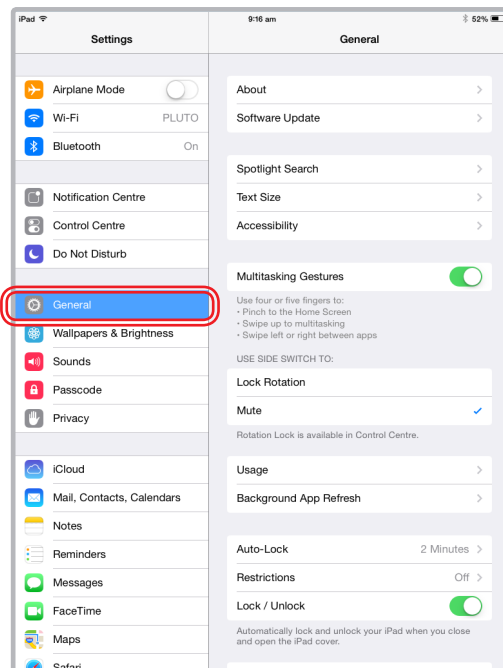 iPad
9:16 am
52%
Settings
General
Airplane Mode
Wi-Fi PLUTO
Bluetooth On
Notification Centre
Control Centre
Do Not Disturb
General
Wallpapers & Brightness
Sounds
Passcode
Privacy
iCloud
Mail, Contacts, Calendars
Notes
Reminders
Messages
FaceTime
Maps
Safari
About
Software Update
Spotlight Search
Text Size
Accessibility
Multitasking Gestures
Use four or five fingers to:
• Pinch to the Home Screen
• Swipe up to multitasking
• Swipe left or right between apps
USE SIDE SWITCH TO:
Lock Rotation
Mute
Rotation Lock is available in Control Centre.
Usage
Background App Refresh
Auto-Lock 2 Minutes
Restrictions Off
Lock / Unlock
Automatically lock and unlock your iPad when you close
and open the iPad cover.